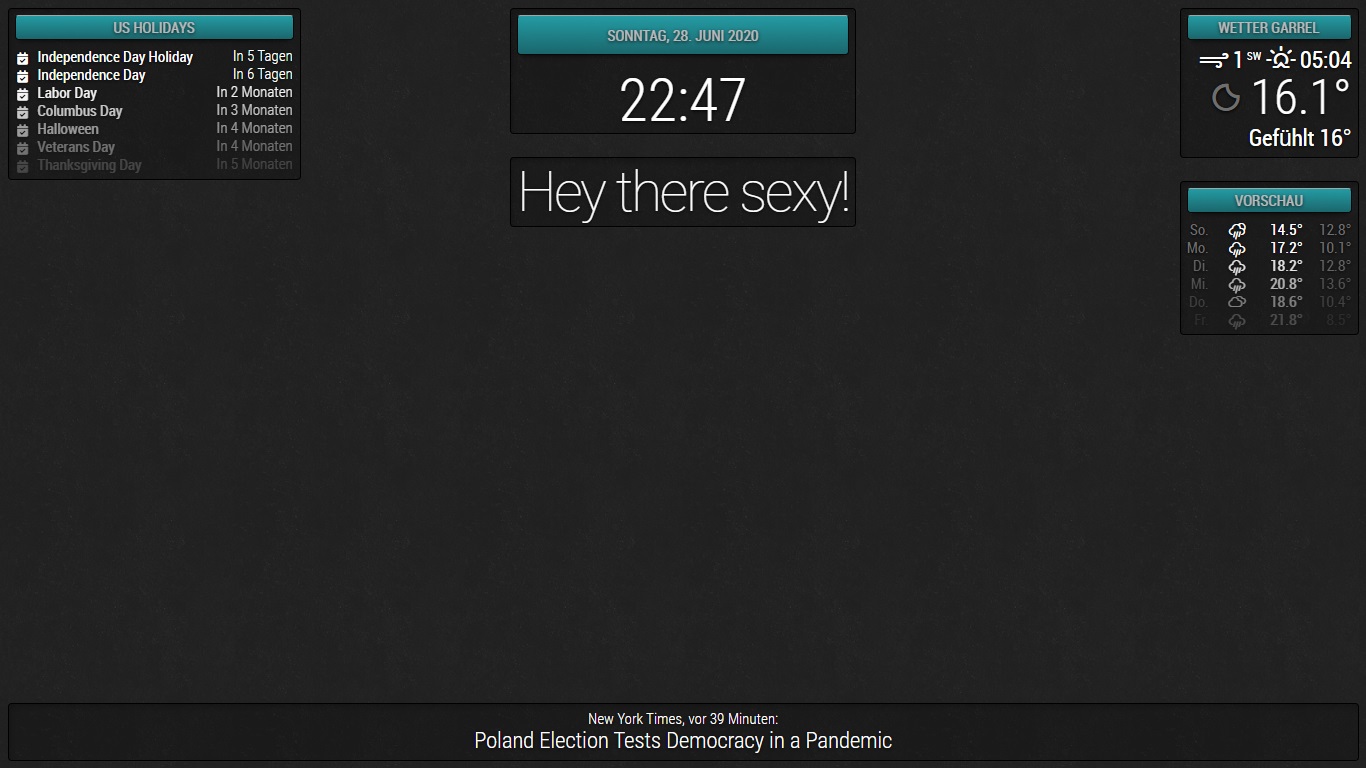 US HOLIDAYS
Independence Day Holiday In 5 Tagen
Independence Day In 6 Tagen
Labor Day In 2 Monaten
Columbus Day In 3 Monaten
Halloween In 4 Monaten
Veterans Day In 4 Monaten
Thanksgiving Day In 5 Monaten
SONNTAG, 28. JUNI 2020
22:47
Hey there sexy!
WETTER GARREL
1 SW 05:04
16.1°
Gefühlt 16°
VORSCHAU
So. 14.5° 12.8°
Mo. 17.2° 10.1°
Di. 18.2° 12.8°
Mi. 20.8° 13.6°
Do. 18.6° 10.4°
Fr. 21.8° 8.5°
New York Times, vor 39 Minuten:
Poland Election Tests Democracy in a Pandemic